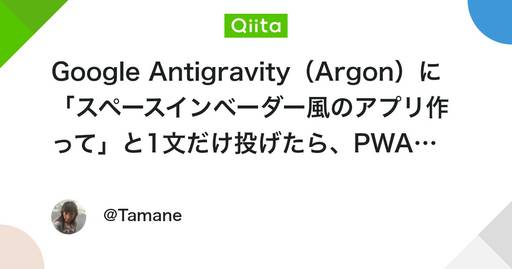 Qiita
Google Antigravity（Argon）に
「スペースインベーダー風のアプリ作
って」と1文だけ投げたら、PWA…
@Tamane